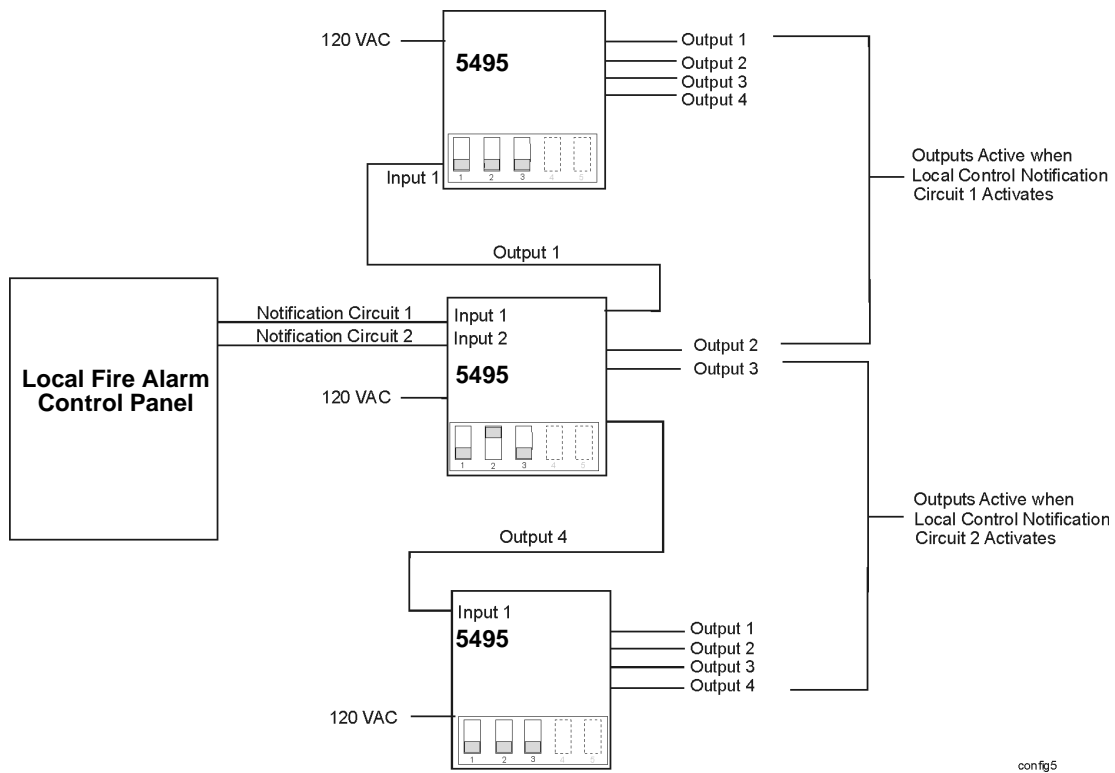 120 VAC
5495
Output 1
Output 2
Output 3
Output 4
1 2 3 4 5
Input 1
Outputs Active when
Local Control Notification
Circuit 1 Activates
Output 1
Local Fire Alarm
Control Panel
Notification Circuit 1
Notification Circuit 2
Input 1
Input 2
5495
120 VAC
1 2 3 4 5
Output 2
Output 3
Output 4
Outputs Active when
Local Control Notification
Circuit 2 Activates
Input 1
5495
Output 1
Output 2
Output 3
Output 4
120 VAC
1 2 3 4 5
config5